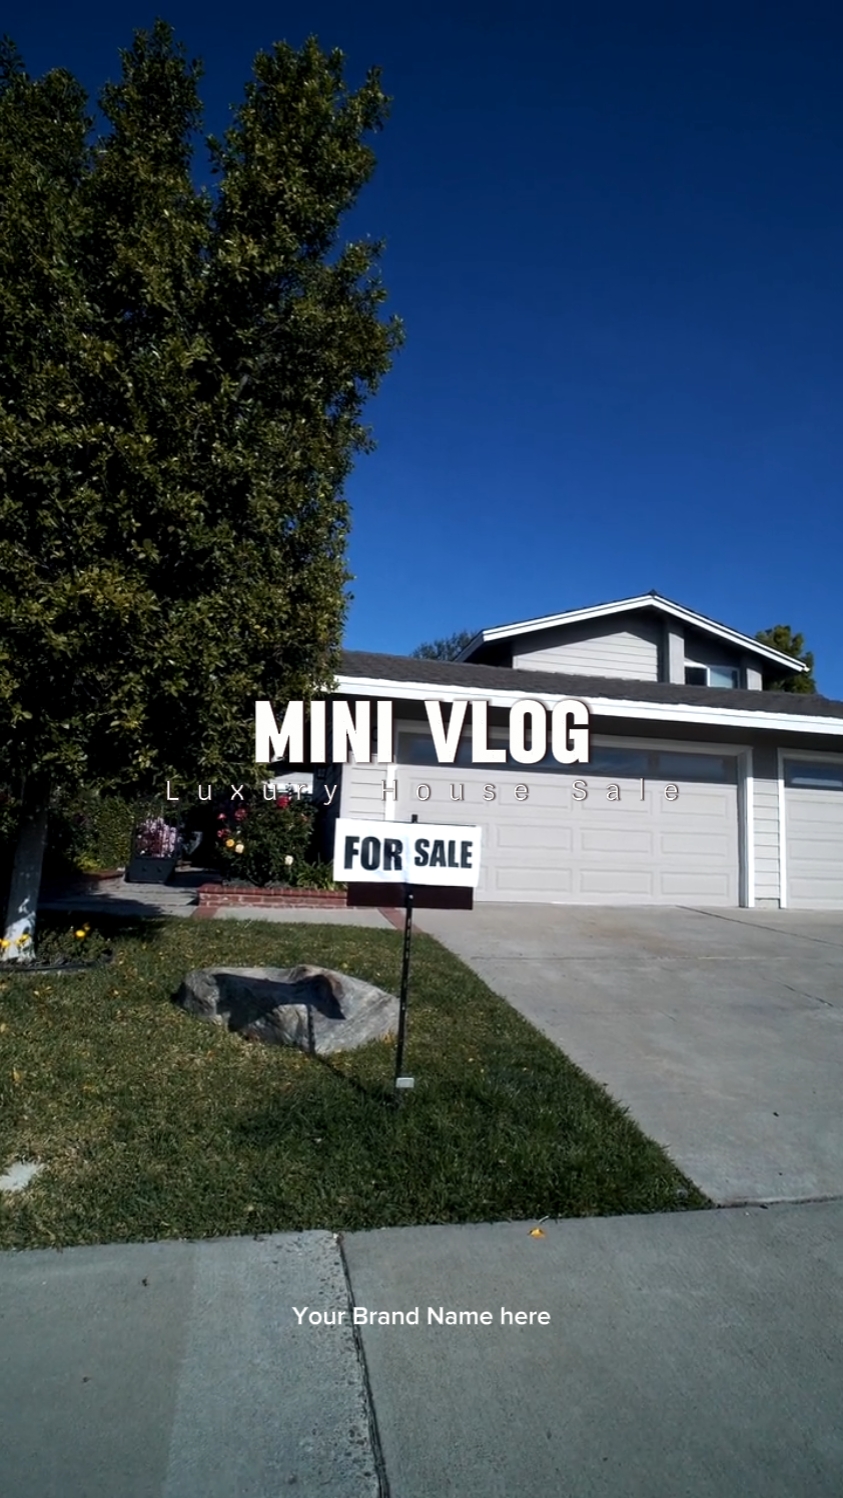 MINI VLOG
Luxury House Sale
FOR SALE
Your Brand Name here